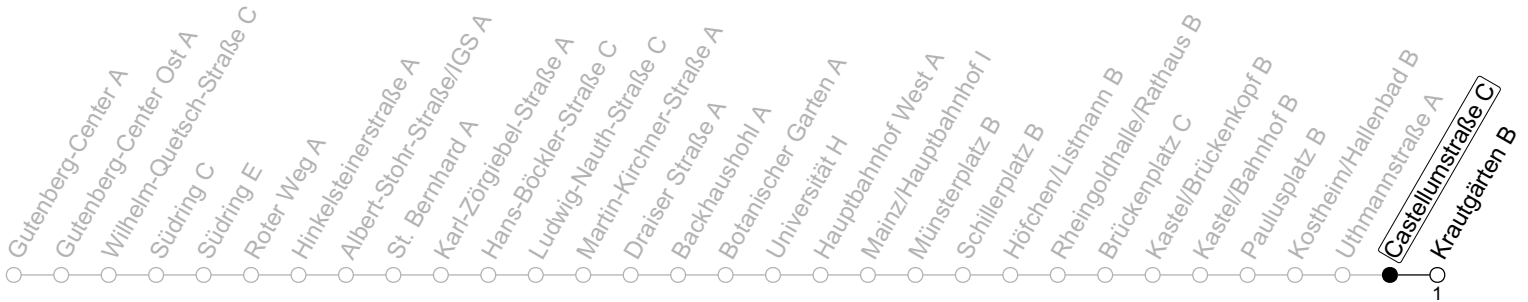 Gutenberg-Center A
Gutenberg-Center Ost A
Wilhelm-Quetsch-Straße C
Südring C
Südring E
Roter Weg A
Hinkelsteinerstraße A
Albert-Stohr-Straße/IGS A
St. Bernhard A
Karl-Zörgiebel-Straße A
Hans-Böckler-Straße C
Ludwig-Nauth-Straße C
Martin-Kirchner-Straße A
Draiser Straße A
Backhaushohl A
Botanischer Garten A
Universität H
Hauptbahnhof West A
Mainz/Hauptbahnhof I
Münsterplatz B
Schillerplatz B
Höfchen/Listmann B
Rheingoldhalle/Rathaus B
Brückenplatz C
Kastel/Brückenkopf B
Kastel/Bahnhof B
Paulusplatz B
Kostheim/Hallenbad B
Uthmannstraße A
Castellumstraße C
Krautgärten B
1